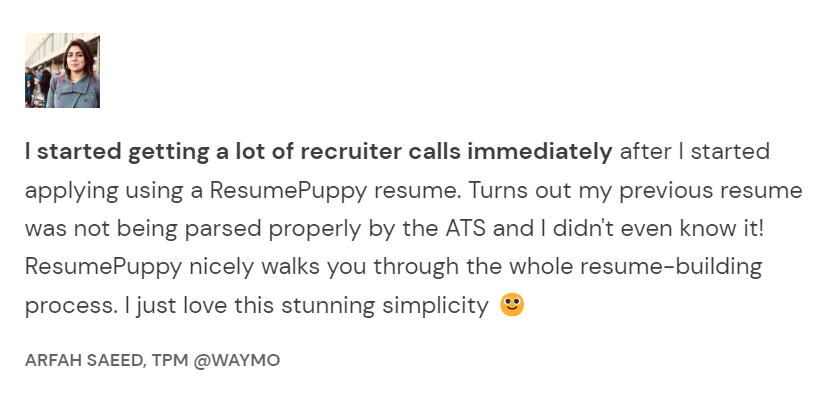 I started getting a lot of recruiter calls immediately after I started
applying using a ResumePuppy resume. Turns out my previous resume
was not being parsed properly by the ATS and I didn't even know it!
ResumePuppy nicely walks you through the whole resume-building
process. I just love this stunning simplicity 🙂
ARFAH SAEED, TPM @WAYMO